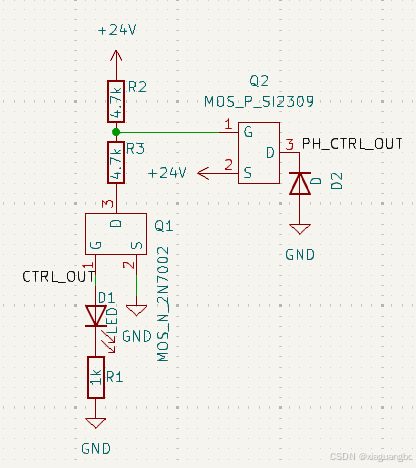 +24V
R2
4.7k
Q2
MOS_P_SI2309
1
G
D
3
PH_CTRL_OUT
R3
4.7k
+24V
2
S
D
D2
GND
3
D
Q1
G
S
MOS_N_2N7002
1
2
CTRL_OUT
D1
LED
GND
1k
R1
GND
CSDN @xiaguangbo